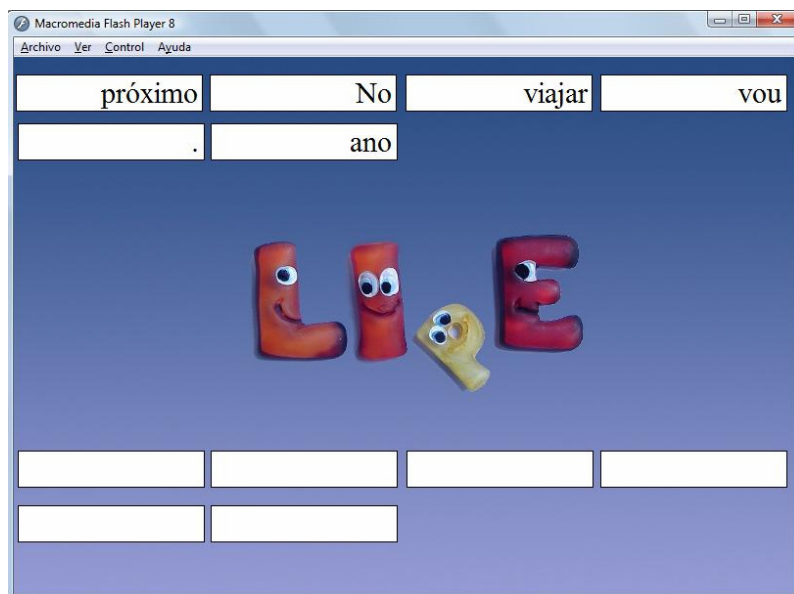 Macromedia Flash Player 8
Archivo Ver Control Ayuda
próximo No viajar vou
. ano
LIPE